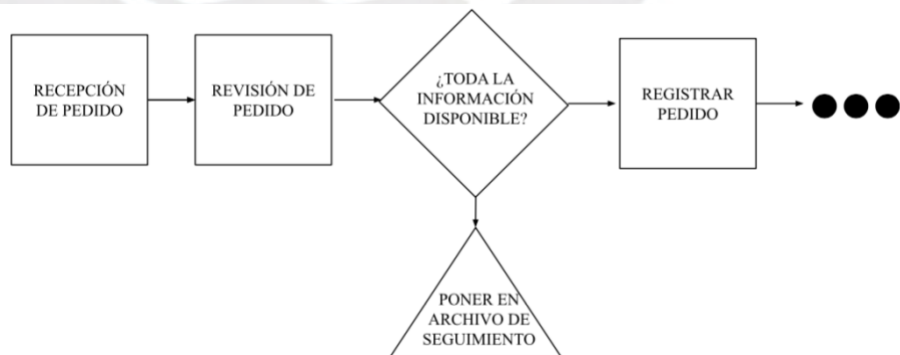 RECEPCIÓN
DE PEDIDO
REVISIÓN DE
PEDIDO
¿TODA LA
INFORMACIÓN
DISPONIBLE?
REGISTRAR
PEDIDO
PONER EN
ARCHIVO DE
SEGUIMIENTO